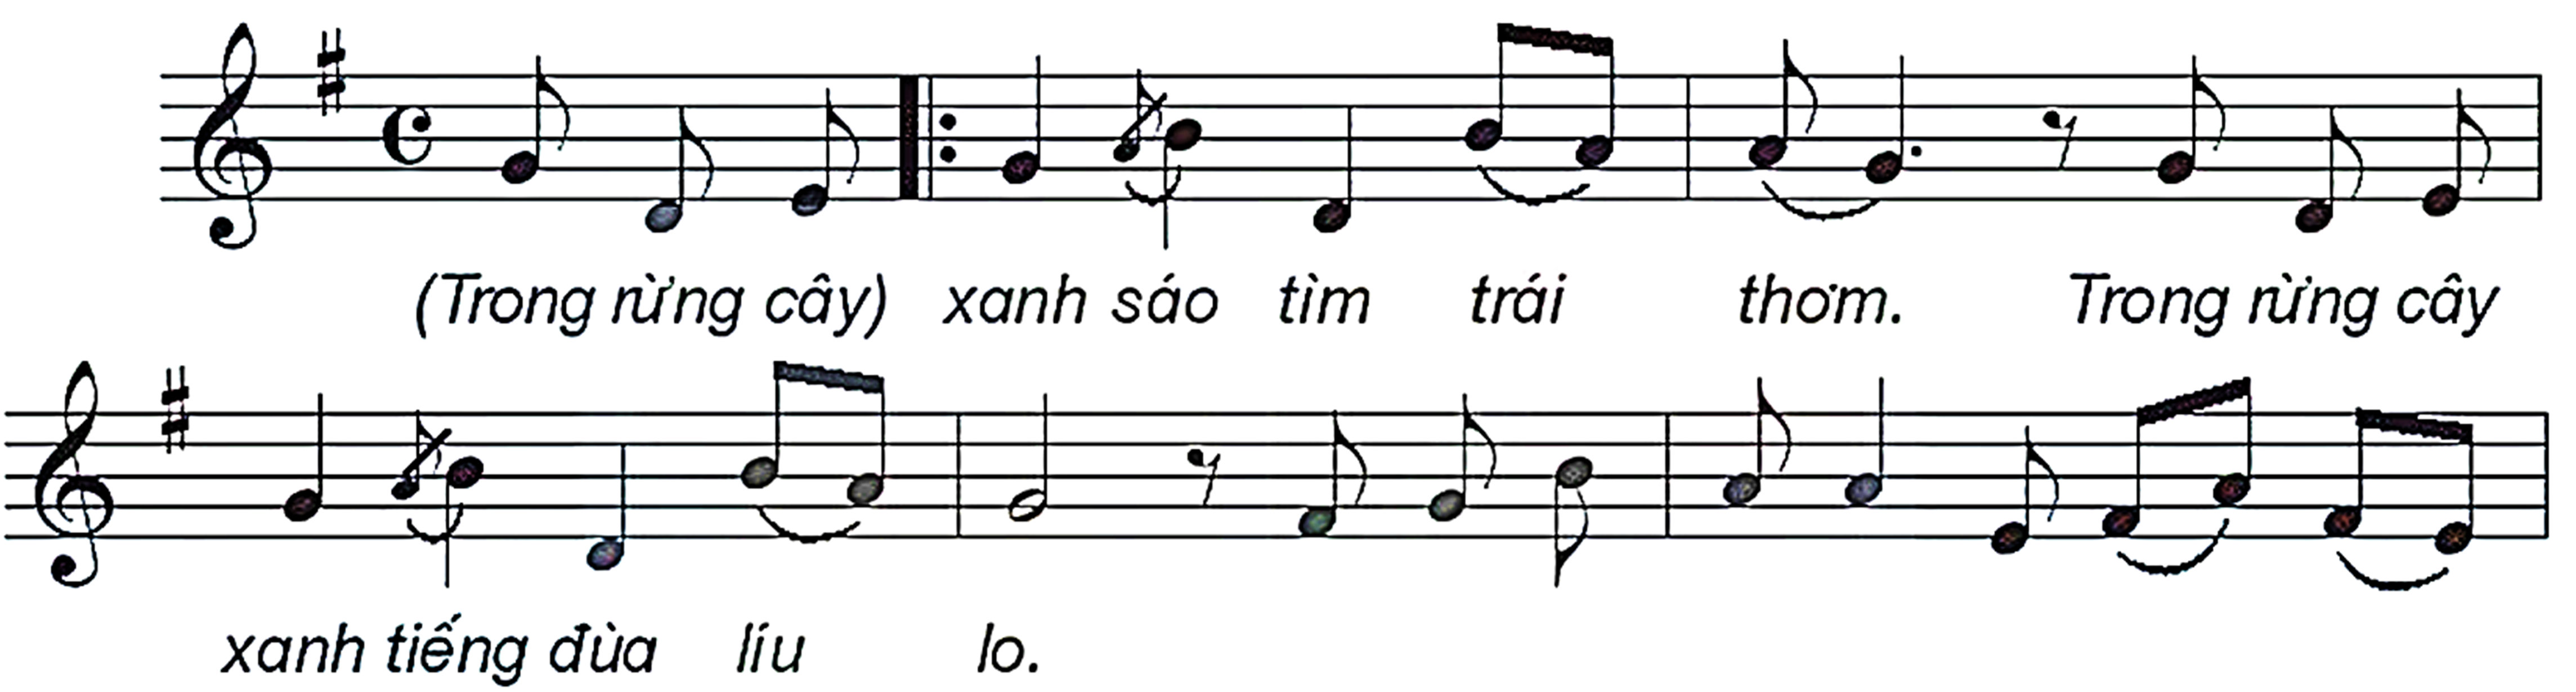 (Trong rừng cây) xanh sáo tìm trái thơm. Trong rừng cây
xanh tiếng đùa líu lo.